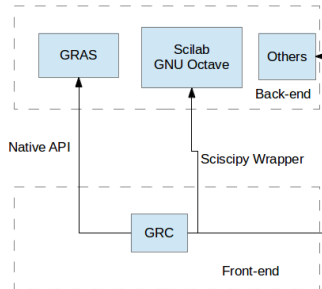 GRAS
Scilab
GNU Octave
Others
Back-end
Native API
Sciscipy Wrapper
GRC
Front-end